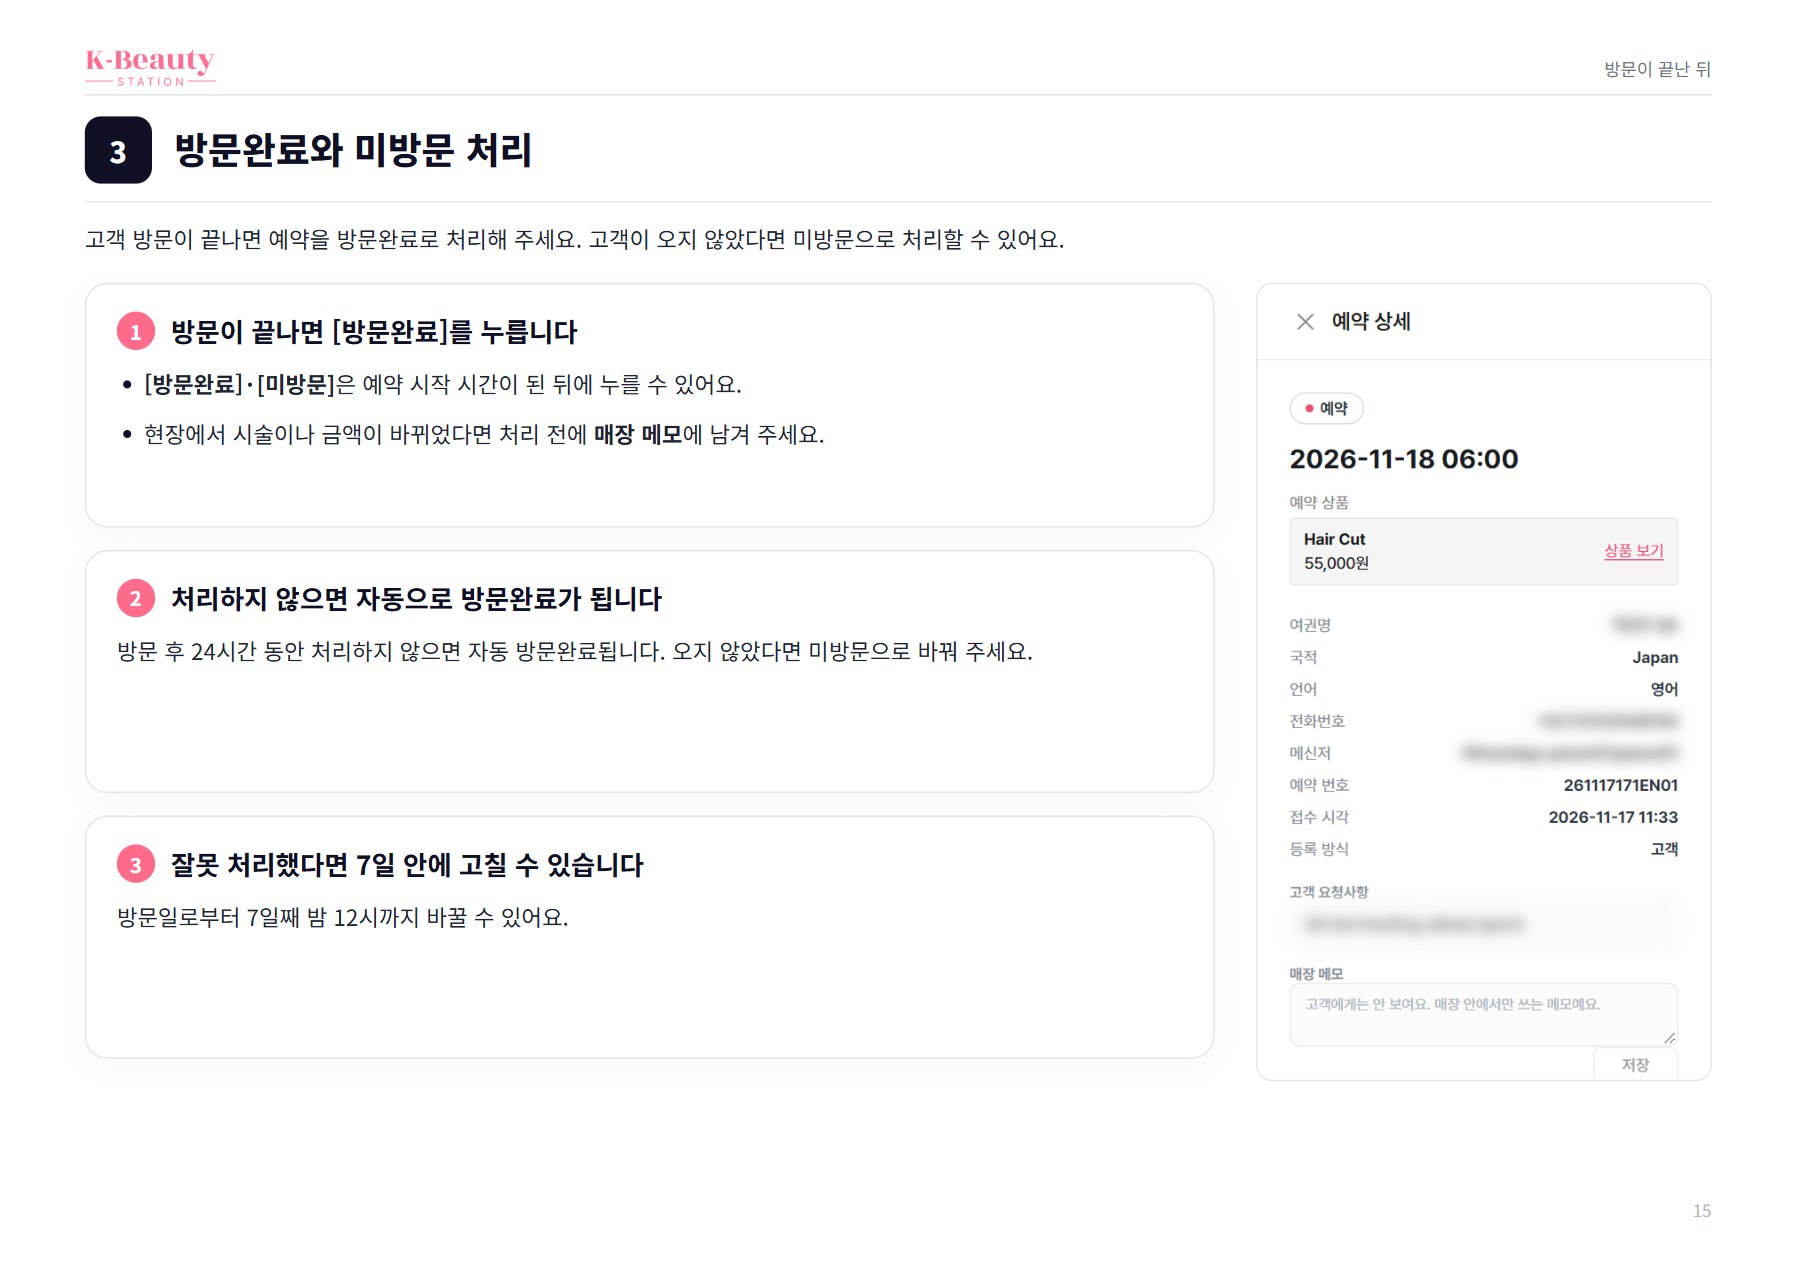 K-Beauty
STATION
방문이 끝난 뒤
3
방문완료와 미방문 처리
고객 방문이 끝나면 예약을 방문완료로 처리해 주세요. 고객이 오지 않았다면 미방문으로 처리할 수 있어요.
1 방문이 끝나면 [방문완료]를 누릅니다
• [방문완료]·[미방문]은 예약 시작 시간이 된 뒤에 누를 수 있어요.
• 현장에서 시술이나 금액이 바뀌었다면 처리 전에 매장 메모에 남겨 주세요.
2 처리하지 않으면 자동으로 방문완료가 됩니다
방문 후 24시간 동안 처리하지 않으면 자동 방문완료됩니다. 오지 않았다면 미방문으로 바꿔 주세요.
3 잘못 처리했다면 7일 안에 고칠 수 있습니다
방문일로부터 7일째 밤 12시까지 바꿀 수 있어요.
예약 상세
예약
2026-11-18 06:00
예약 상품
Hair Cut
55,000원
상품 보기
여권명
국적 Japan
언어 영어
전화번호
메신저
예약 번호 261117171EN01
접수 시각 2026-11-17 11:33
등록 방식 고객
고객 요청사항
매장 메모
고객에게는 안 보여요. 매장 안에서만 쓰는 메모예요.
저장
15